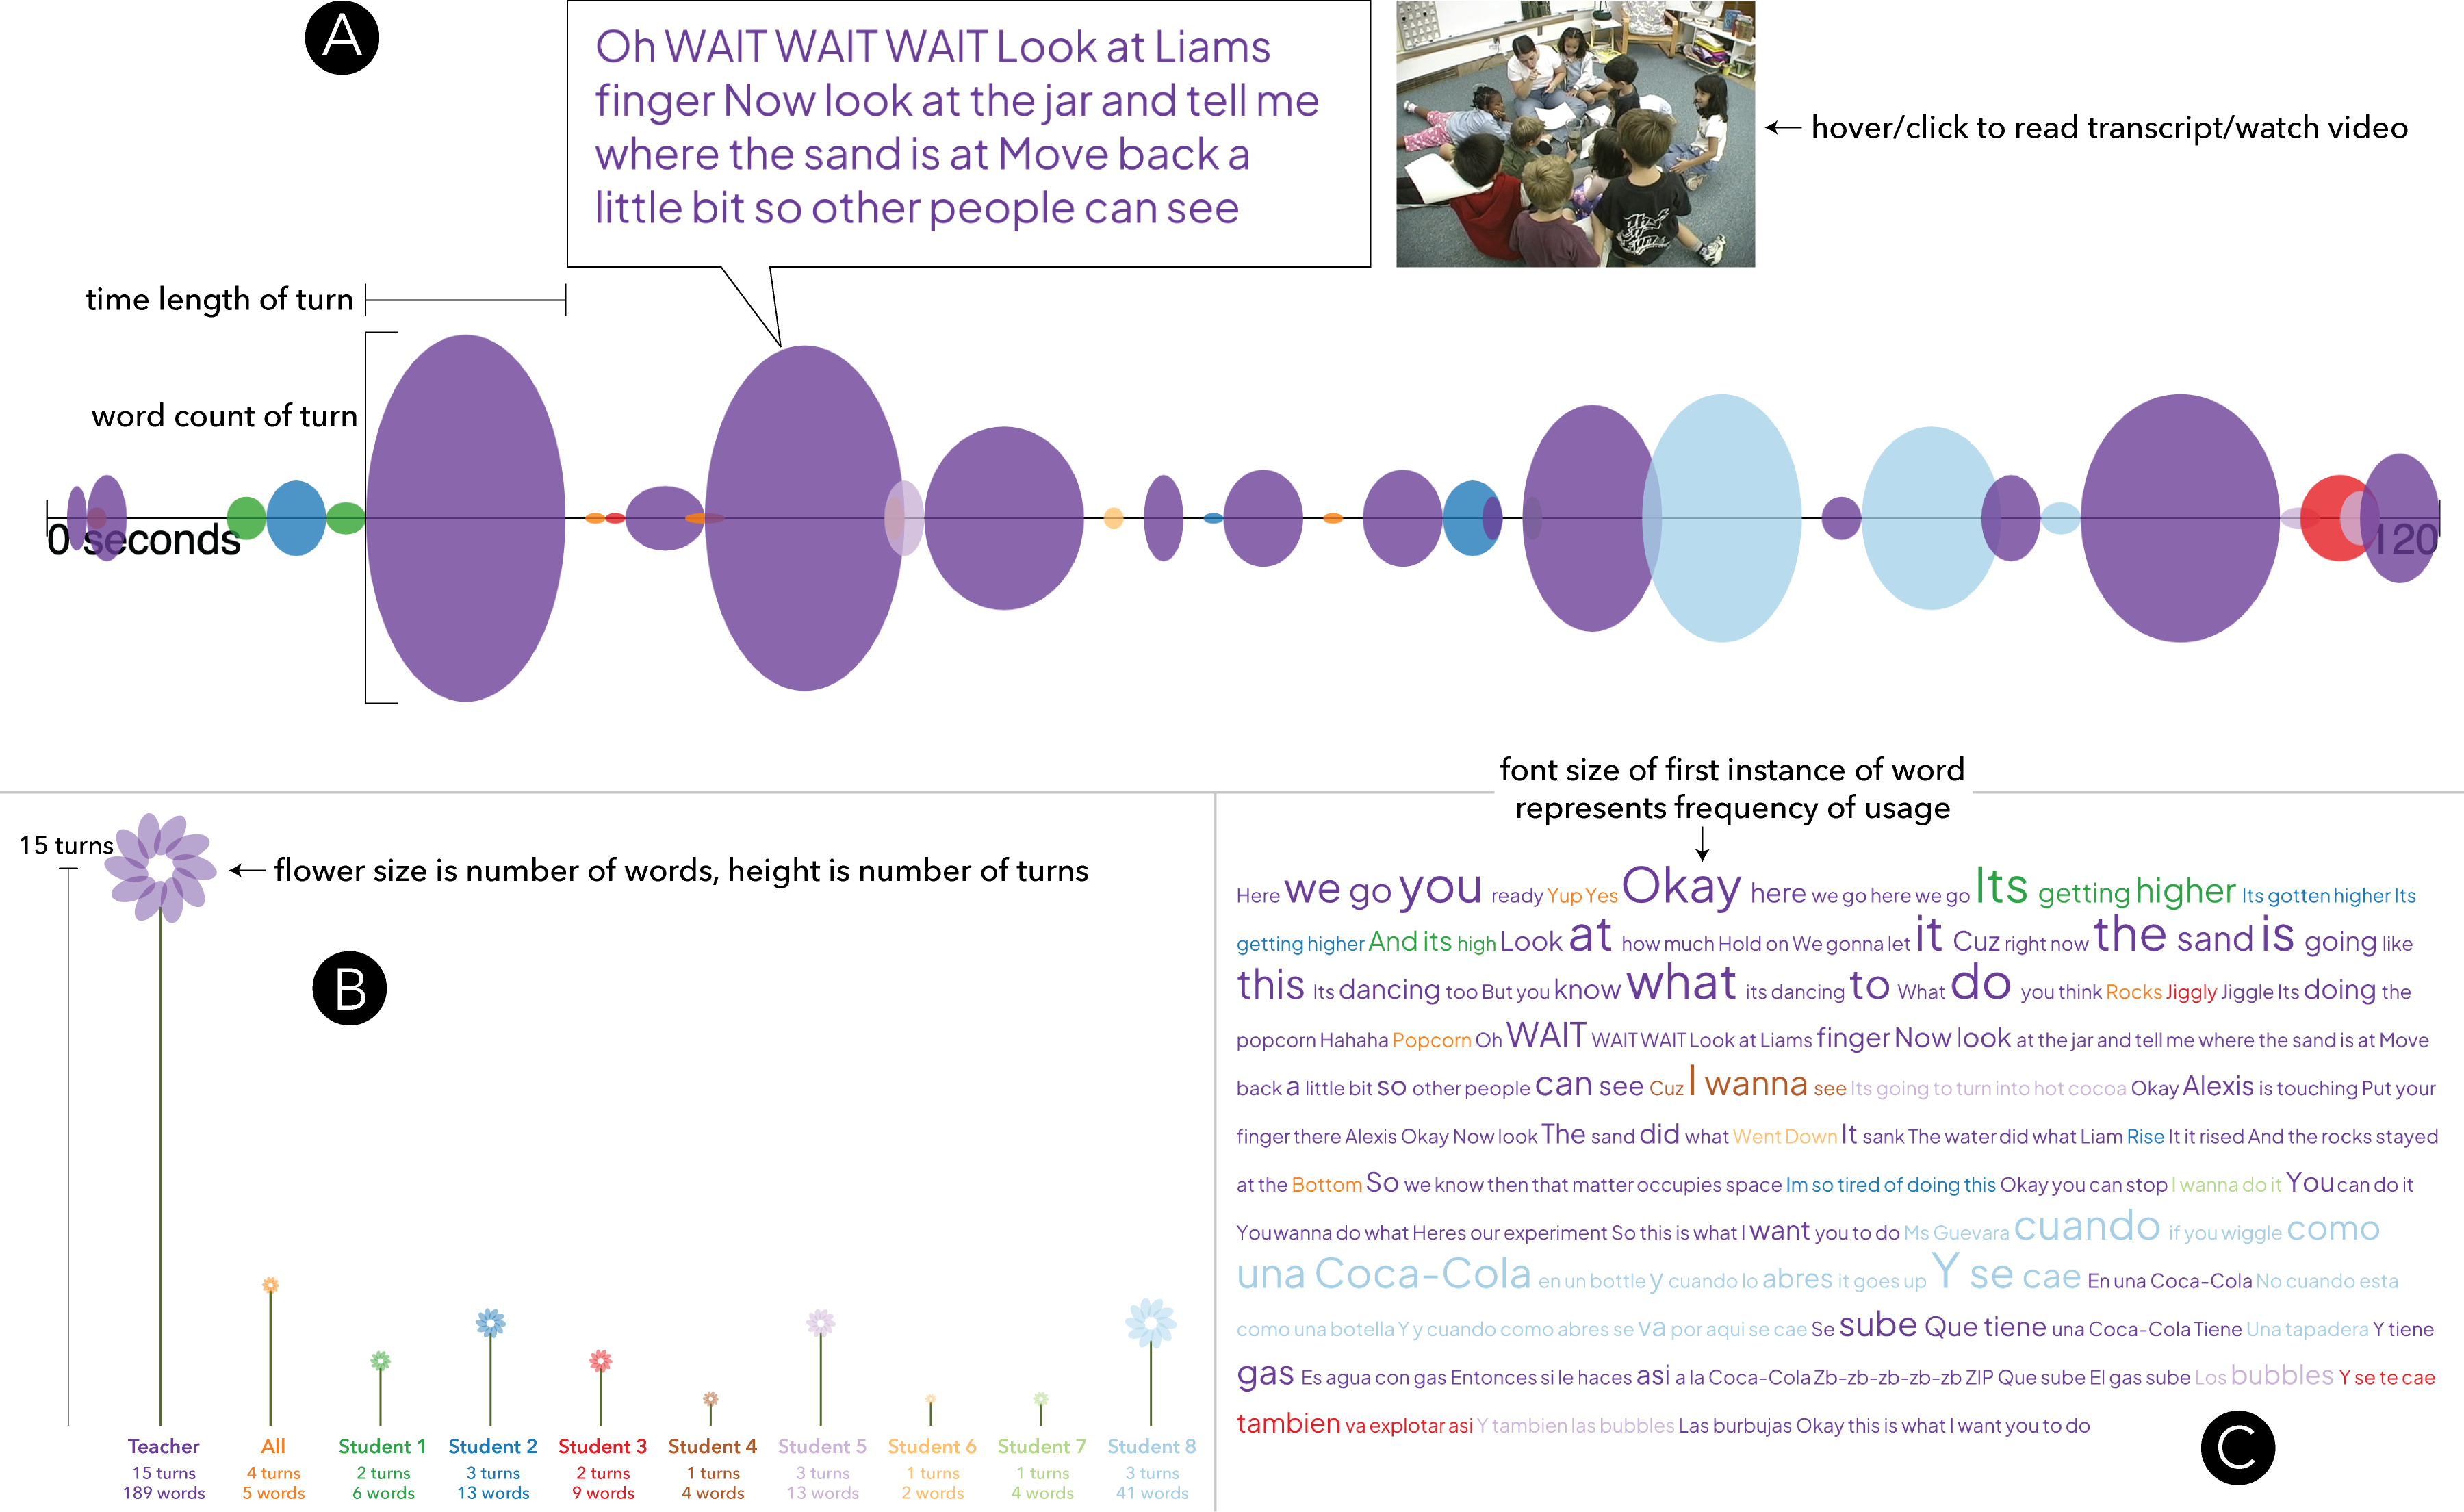 A
Oh WAIT WAIT WAIT Look at Liams
finger Now look at the jar and tell me
where the sand is at Move back a
little bit so other people can see
hover/click to read transcript/watch video
time length of turn
word count of turn
0 seconds
120
15 turns
flower size is number of words, height is number of turns
B
Teacher
15 turns
189 words
All
4 turns
5 words
Student 1
2 turns
6 words
Student 2
3 turns
13 words
Student 3
2 turns
9 words
Student 4
1 turns
4 words
Student 5
3 turns
13 words
Student 6
1 turns
2 words
Student 7
1 turns
4 words
Student 8
3 turns
41 words
font size of first instance of word
represents frequency of usage
Here we go you ready Yup Yes Okay here we go here we go Its getting higher Its gotten higher Its
getting higher And its high Look at how much Hold on We gonna let it Cuz right now the sand is going like
this Its dancing too But you know what its dancing to What do you think Rocks Jiggly Jiggle Its doing the
popcorn Hahaha Popcorn Oh WAIT WAIT WAIT Look at Liams finger Now look at the jar and tell me where the sand is at Move
back a little bit so other people can see Cuz I wanna see Its going to turn into hot cocoa Okay Alexis is touching Put your
finger there Alexis Okay Now look The sand did what Went Down It sank The water did what Liam Rise It it rised And the rocks stayed
at the Bottom So we know then that matter occupies space Im so tired of doing this Okay you can stop I wanna do it You can do it
You wanna do what Heres our experiment So this is what I want you to do Ms Guevara cuando if you wiggle como
una Coca-Cola en un bottle y cuando lo abres it goes up Y se cae En una Coca-Cola No cuando esta
como una botella Y y cuando como abres se va por aqui se cae Se sube Que tiene una Coca-Cola Tiene Una tapadera Y tiene
gas Es agua con gas Entonces si le haces asi a la Coca-Cola Zb-zb-zb-zb-zb ZIP Que sube El gas sube Los bubbles Y se te cae
tambien va explotar asi Y tambien las bubbles Las burbujas Okay this is what I want you to do
C